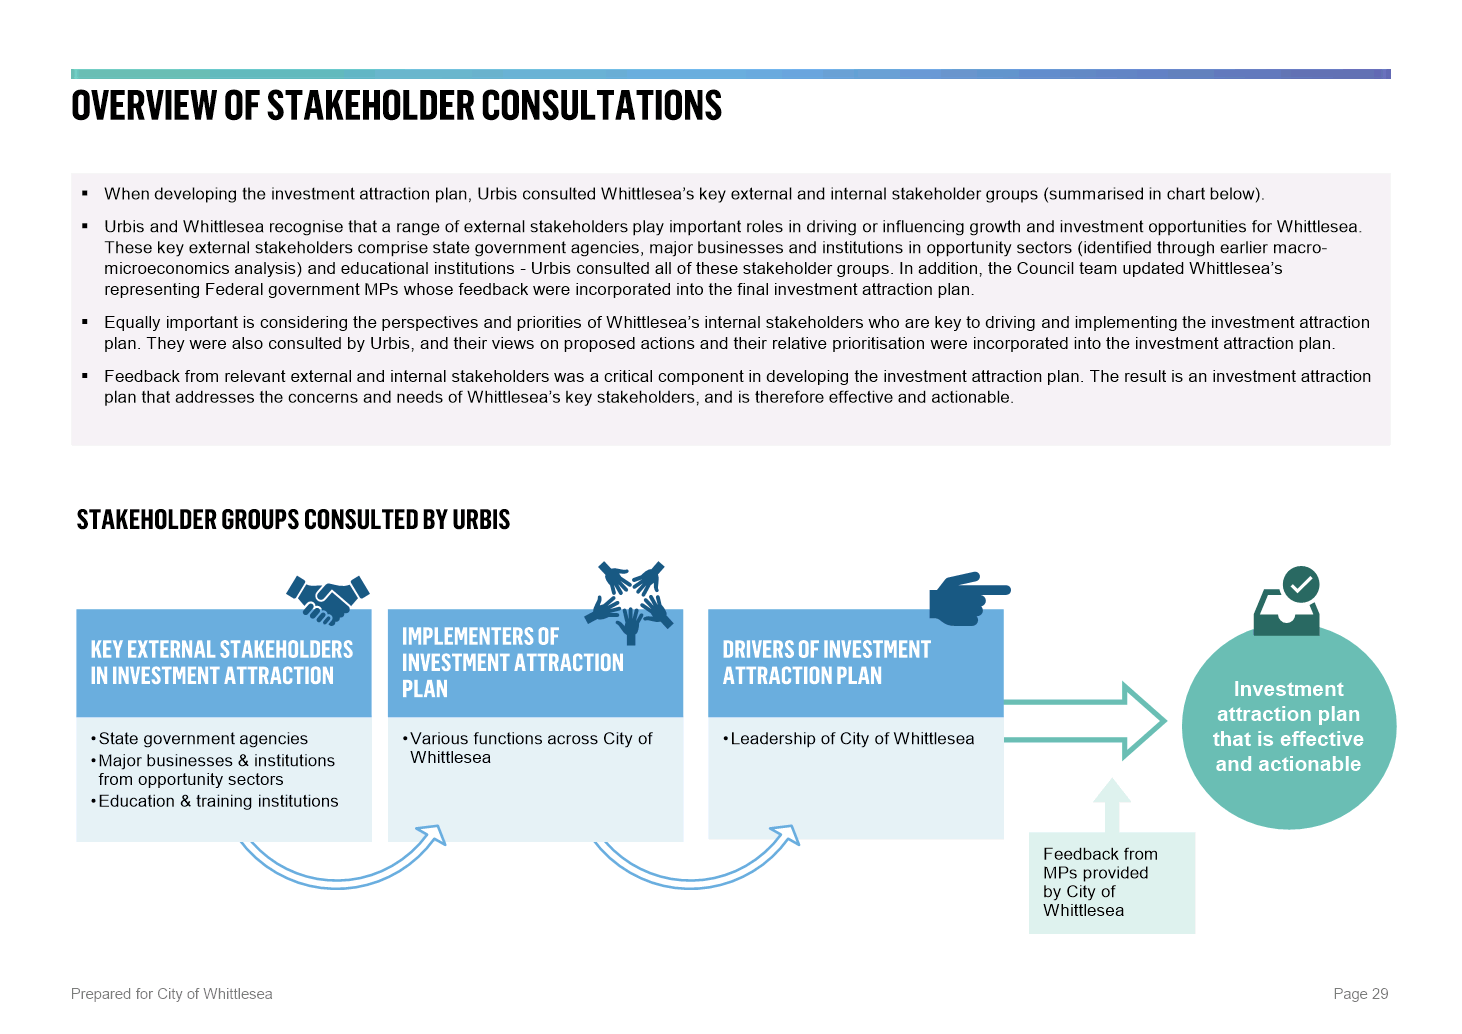 OVERVIEW OF STAKEHOLDER CONSULTATIONS
▪ When developing the investment attraction plan, Urbis consulted Whittlesea’s key external and internal stakeholder groups (summarised in chart below).
▪ Urbis and Whittlesea recognise that a range of external stakeholders play important roles in driving or influencing growth and investment opportunities for Whittlesea.
These key external stakeholders comprise state government agencies, major businesses and institutions in opportunity sectors (identified through earlier macro-
microeconomics analysis) and educational institutions - Urbis consulted all of these stakeholder groups. In addition, the Council team updated Whittlesea’s
representing Federal government MPs whose feedback were incorporated into the final investment attraction plan.
▪ Equally important is considering the perspectives and priorities of Whittlesea’s internal stakeholders who are key to driving and implementing the investment attraction
plan. They were also consulted by Urbis, and their views on proposed actions and their relative prioritisation were incorporated into the investment attraction plan.
▪ Feedback from relevant external and internal stakeholders was a critical component in developing the investment attraction plan. The result is an investment attraction
plan that addresses the concerns and needs of Whittlesea’s key stakeholders, and is therefore effective and actionable.
STAKEHOLDER GROUPS CONSULTED BY URBIS
KEY EXTERNAL STAKEHOLDERS
IN INVESTMENT ATTRACTION
•State government agencies
•Major businesses & institutions
from opportunity sectors
•Education & training institutions
IMPLEMENTERS OF
INVESTMENT ATTRACTION
PLAN
•Various functions across City of
Whittlesea
DRIVERS OF INVESTMENT
ATTRACTION PLAN
•Leadership of City of Whittlesea
Investment
attraction plan
that is effective
and actionable
Feedback from
MPs provided
by City of
Whittlesea
Prepared for City of Whittlesea
Page 29